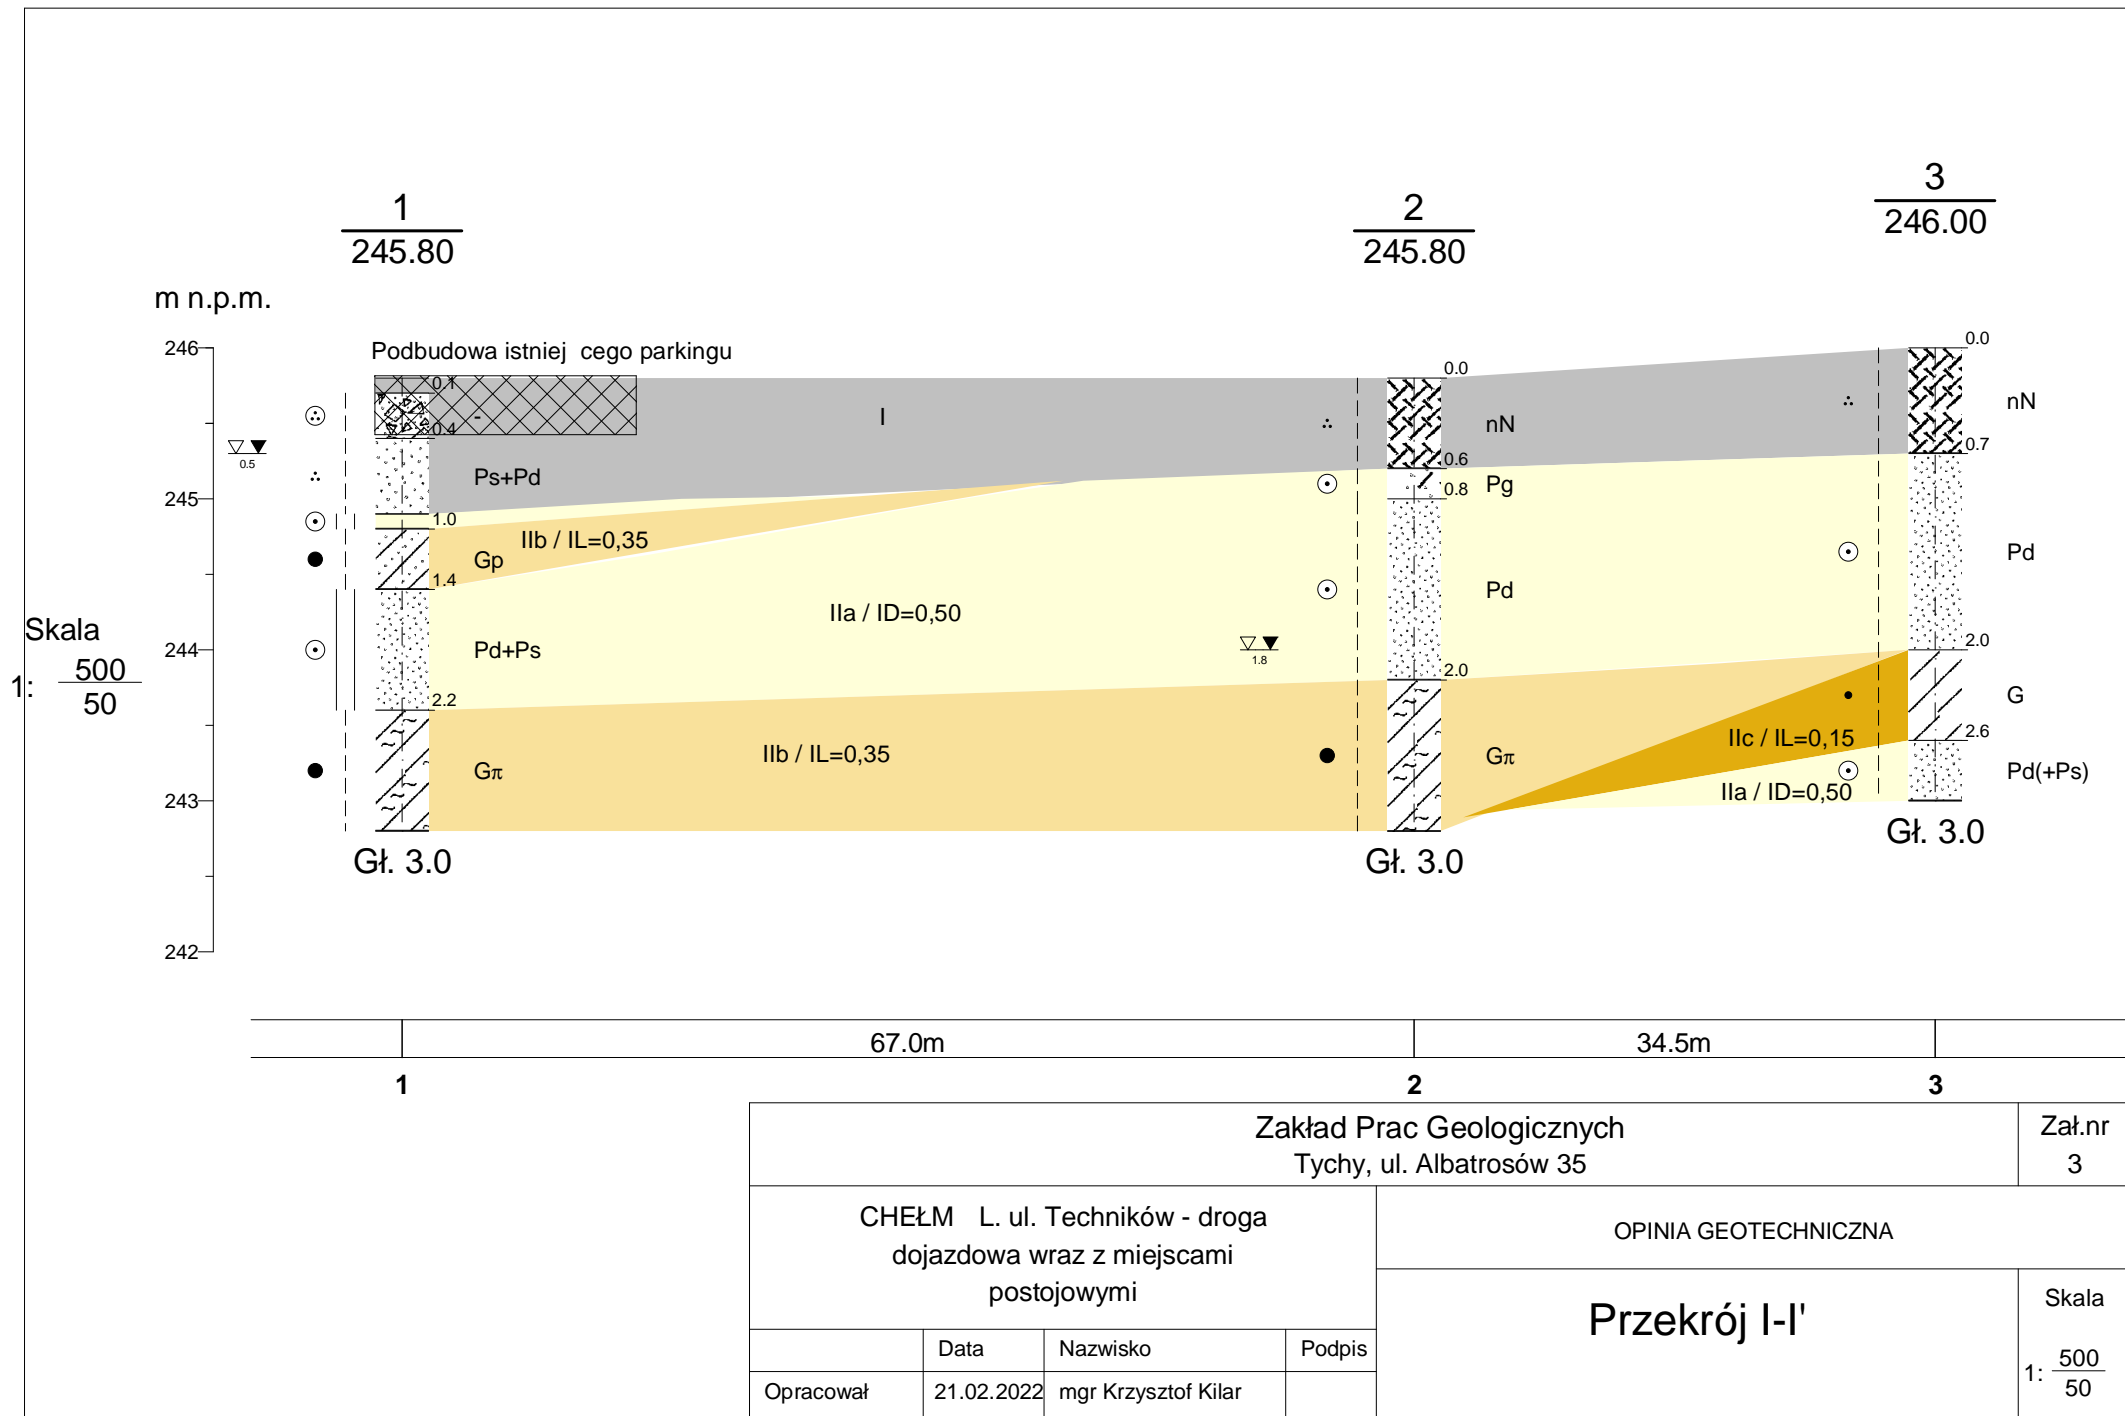 1
245.80
2
245.80
3
246.00
m n.p.m.
246
245
244
243
242
Skala
1: 500
50
Podbudowa istniej cego parkingu
0.1
-
0.4
0.5
Ps+Pd
1.0
Gp
1.4
Pd+Ps
2.2
Gπ
Gł. 3.0
I
IIb / IL=0,35
IIa / ID=0,50
IIb / IL=0,35
1.8
0.0
nN
0.6
Pg
0.8
Pd
2.0
Gπ
Gł. 3.0
IIc / IL=0,15
IIa / ID=0,50
0.0
nN
0.7
Pd
2.0
G
2.6
Pd(+Ps)
Gł. 3.0
67.0m
34.5m
1
2
3
Zakład Prac Geologicznych
Tychy, ul. Albatrosów 35
Zał.nr
3
CHEŁM L. ul. Techników - droga
dojazdowa wraz z miejscami
postojowymi
OPINIA GEOTECHNICZNA
Przekrój I-I'
Skala
1: 500
50
Data Nazwisko Podpis
Opracował 21.02.2022 mgr Krzysztof Kilar